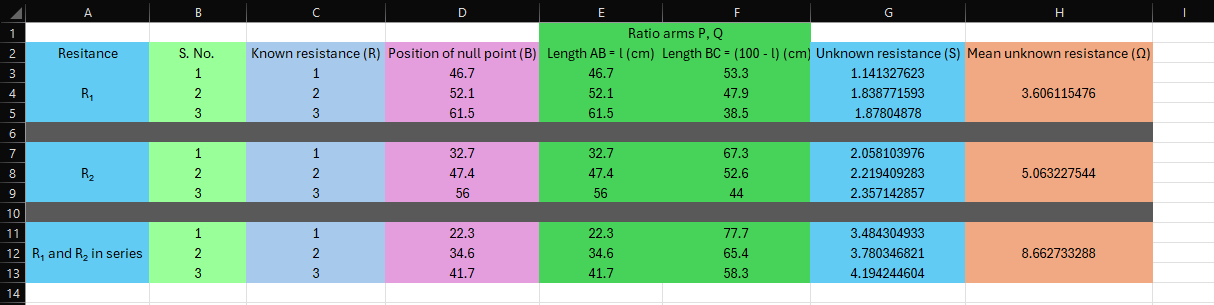 A B C D E F G H I
1 Ratio arms P, Q
2 Resitance S. No. Known resistance (R) Position of null point (B) Length AB = l (cm) Length BC = (100 - l) (cm) Unknown resistance (S) Mean unknown resistance (Ω)
3 1 1 46.7 46.7 53.3 1.141327623
4 R₁ 2 2 52.1 52.1 47.9 1.838771593 3.606115476
5 3 3 61.5 61.5 38.5 1.87804878
6
7 1 1 32.7 32.7 67.3 2.058103976
8 R₂ 2 2 47.4 47.4 52.6 2.219409283 5.063227544
9 3 3 56 56 44 2.357142857
10
11 1 1 22.3 22.3 77.7 3.484304933
12 R₁ and R₂ in series 2 2 34.6 34.6 65.4 3.780346821 8.662733288
13 3 3 41.7 41.7 58.3 4.194244604
14